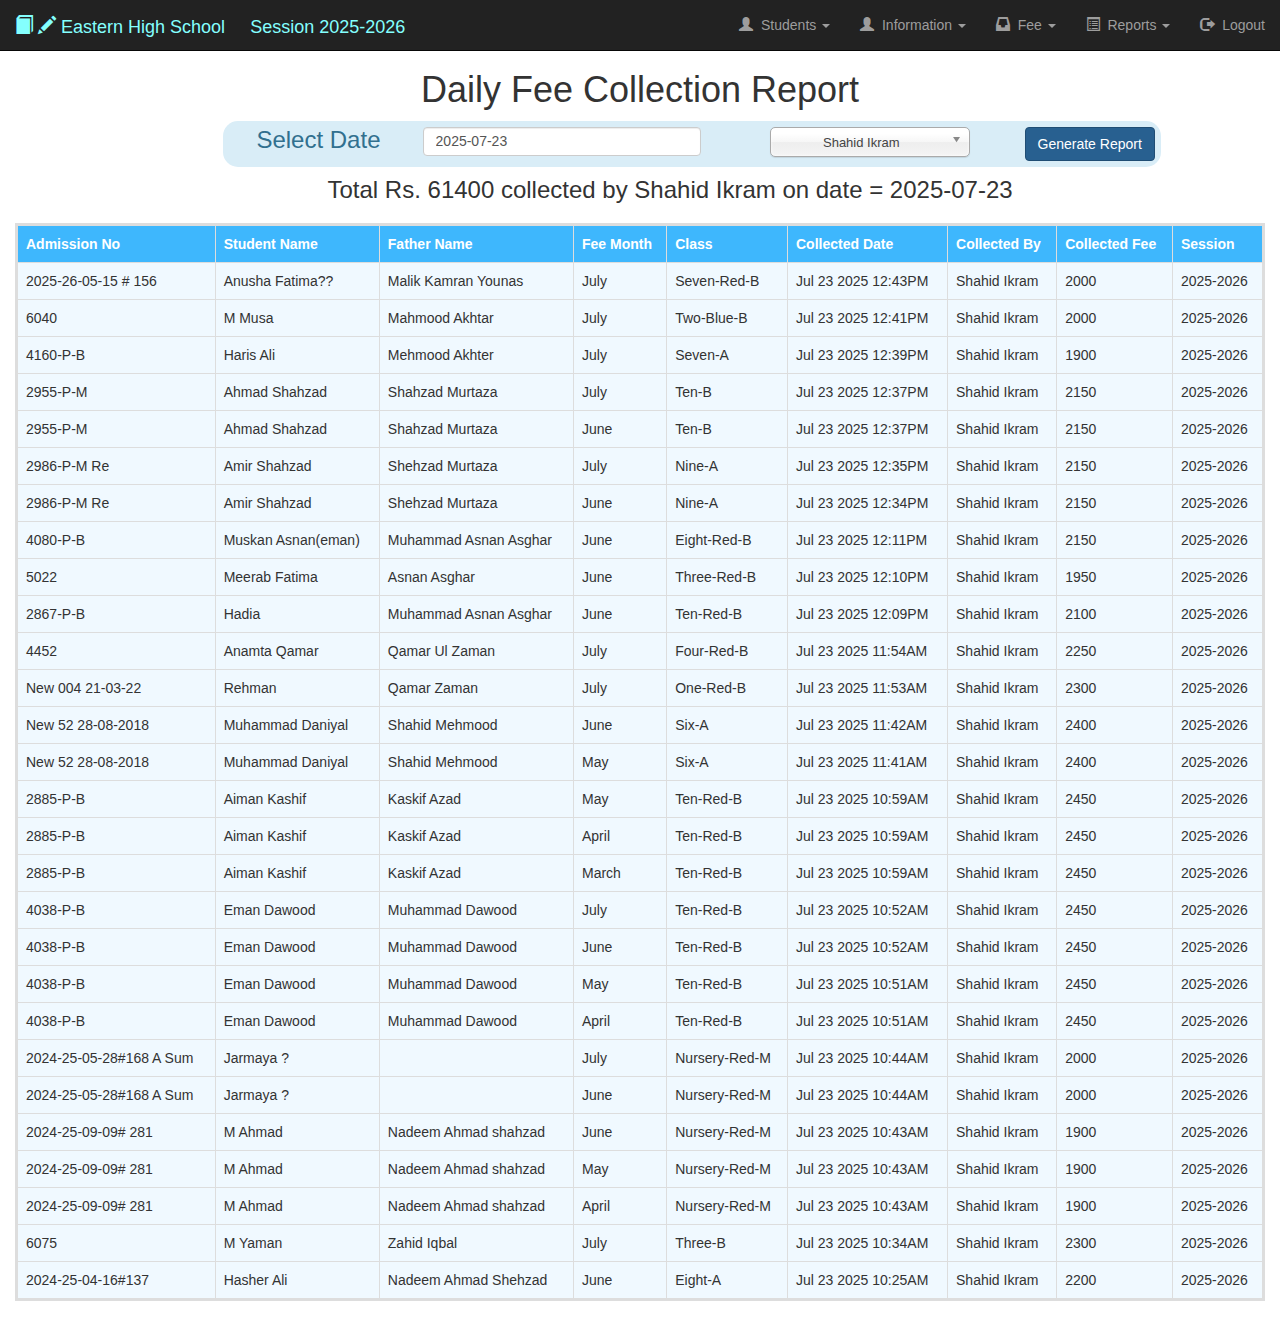 Eastern High School Session 2025-2026 Students Information Fee Reports Logout
Daily Fee Collection Report
Select Date 2025-07-23 Shahid Ikram Generate Report
Total Rs. 61400 collected by Shahid Ikram on date = 2025-07-23
Admission No Student Name Father Name Fee Month Class Collected Date Collected By Collected Fee Session
2025-26-05-15 # 156 Anusha Fatima?? Malik Kamran Younas July Seven-Red-B Jul 23 2025 12:43PM Shahid Ikram 2000 2025-2026
6040 M Musa Mahmood Akhtar July Two-Blue-B Jul 23 2025 12:41PM Shahid Ikram 2000 2025-2026
4160-P-B Haris Ali Mehmood Akhter July Seven-A Jul 23 2025 12:39PM Shahid Ikram 1900 2025-2026
2955-P-M Ahmad Shahzad Shahzad Murtaza July Ten-B Jul 23 2025 12:37PM Shahid Ikram 2150 2025-2026
2955-P-M Ahmad Shahzad Shahzad Murtaza June Ten-B Jul 23 2025 12:37PM Shahid Ikram 2150 2025-2026
2986-P-M Re Amir Shahzad Shehzad Murtaza July Nine-A Jul 23 2025 12:35PM Shahid Ikram 2150 2025-2026
2986-P-M Re Amir Shahzad Shehzad Murtaza June Nine-A Jul 23 2025 12:34PM Shahid Ikram 2150 2025-2026
4080-P-B Muskan Asnan(eman) Muhammad Asnan Asghar June Eight-Red-B Jul 23 2025 12:11PM Shahid Ikram 2150 2025-2026
5022 Meerab Fatima Asnan Asghar June Three-Red-B Jul 23 2025 12:10PM Shahid Ikram 1950 2025-2026
2867-P-B Hadia Muhammad Asnan Asghar June Ten-Red-B Jul 23 2025 12:09PM Shahid Ikram 2100 2025-2026
4452 Anamta Qamar Qamar Ul Zaman July Four-Red-B Jul 23 2025 11:54AM Shahid Ikram 2250 2025-2026
New 004 21-03-22 Rehman Qamar Zaman July One-Red-B Jul 23 2025 11:53AM Shahid Ikram 2300 2025-2026
New 52 28-08-2018 Muhammad Daniyal Shahid Mehmood June Six-A Jul 23 2025 11:42AM Shahid Ikram 2400 2025-2026
New 52 28-08-2018 Muhammad Daniyal Shahid Mehmood May Six-A Jul 23 2025 11:41AM Shahid Ikram 2400 2025-2026
2885-P-B Aiman Kashif Kaskif Azad May Ten-Red-B Jul 23 2025 10:59AM Shahid Ikram 2450 2025-2026
2885-P-B Aiman Kashif Kaskif Azad April Ten-Red-B Jul 23 2025 10:59AM Shahid Ikram 2450 2025-2026
2885-P-B Aiman Kashif Kaskif Azad March Ten-Red-B Jul 23 2025 10:59AM Shahid Ikram 2450 2025-2026
4038-P-B Eman Dawood Muhammad Dawood July Ten-Red-B Jul 23 2025 10:52AM Shahid Ikram 2450 2025-2026
4038-P-B Eman Dawood Muhammad Dawood June Ten-Red-B Jul 23 2025 10:52AM Shahid Ikram 2450 2025-2026
4038-P-B Eman Dawood Muhammad Dawood May Ten-Red-B Jul 23 2025 10:51AM Shahid Ikram 2450 2025-2026
4038-P-B Eman Dawood Muhammad Dawood April Ten-Red-B Jul 23 2025 10:51AM Shahid Ikram 2450 2025-2026
2024-25-05-28#168 A Sum Jarmaya ? July Nursery-Red-M Jul 23 2025 10:44AM Shahid Ikram 2000 2025-2026
2024-25-05-28#168 A Sum Jarmaya ? June Nursery-Red-M Jul 23 2025 10:44AM Shahid Ikram 2000 2025-2026
2024-25-09-09# 281 M Ahmad Nadeem Ahmad shahzad June Nursery-Red-M Jul 23 2025 10:43AM Shahid Ikram 1900 2025-2026
2024-25-09-09# 281 M Ahmad Nadeem Ahmad shahzad May Nursery-Red-M Jul 23 2025 10:43AM Shahid Ikram 1900 2025-2026
2024-25-09-09# 281 M Ahmad Nadeem Ahmad shahzad April Nursery-Red-M Jul 23 2025 10:43AM Shahid Ikram 1900 2025-2026
6075 M Yaman Zahid Iqbal July Three-B Jul 23 2025 10:34AM Shahid Ikram 2300 2025-2026
2024-25-04-16#137 Hasher Ali Nadeem Ahmad Shehzad June Eight-A Jul 23 2025 10:25AM Shahid Ikram 2200 2025-2026